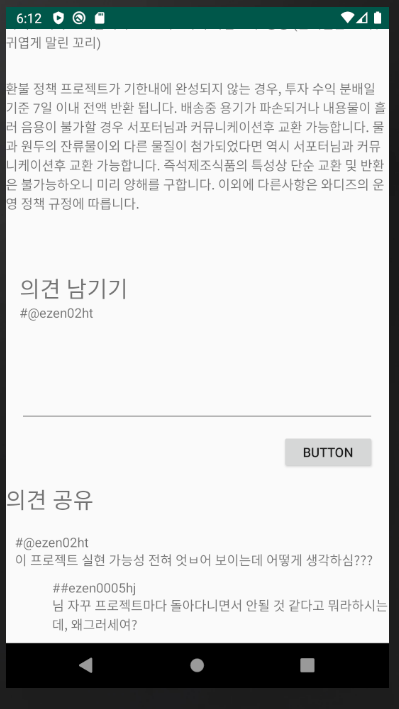 6:12
귀엽게 말린 꼬리)
환불 정책 프로젝트가 기한내에 완성되지 않는 경우, 투자 수익 분배일
기준 7일 이내 전액 반환 됩니다. 배송중 용기가 파손되거나 내용물이 흘
러 음용이 불가할 경우 서포터님과 커뮤니케이션후 교환 가능합니다. 물
과 원두의 잔류물이외 다른 물질이 첨가되었다면 역시 서포터님과 커뮤
니케이션후 교환 가능합니다. 즉석제조식품의 특성상 단순 교환 및 반환
은 불가능하오니 미리 양해를 구합니다. 이외에 다른사항은 와디즈의 운
영 정책 규정에 따릅니다.
의견 남기기
#@ezen02ht
BUTTON
의견 공유
#@ezen02ht
이 프로젝트 실현 가능성 전혀 엇ㅂ어 보이는데 어떻게 생각하심???
##ezen0005hj
님 자꾸 프로젝트마다 돌아다니면서 안될 것 같다고 뭐라하시는
데, 왜그러세여?